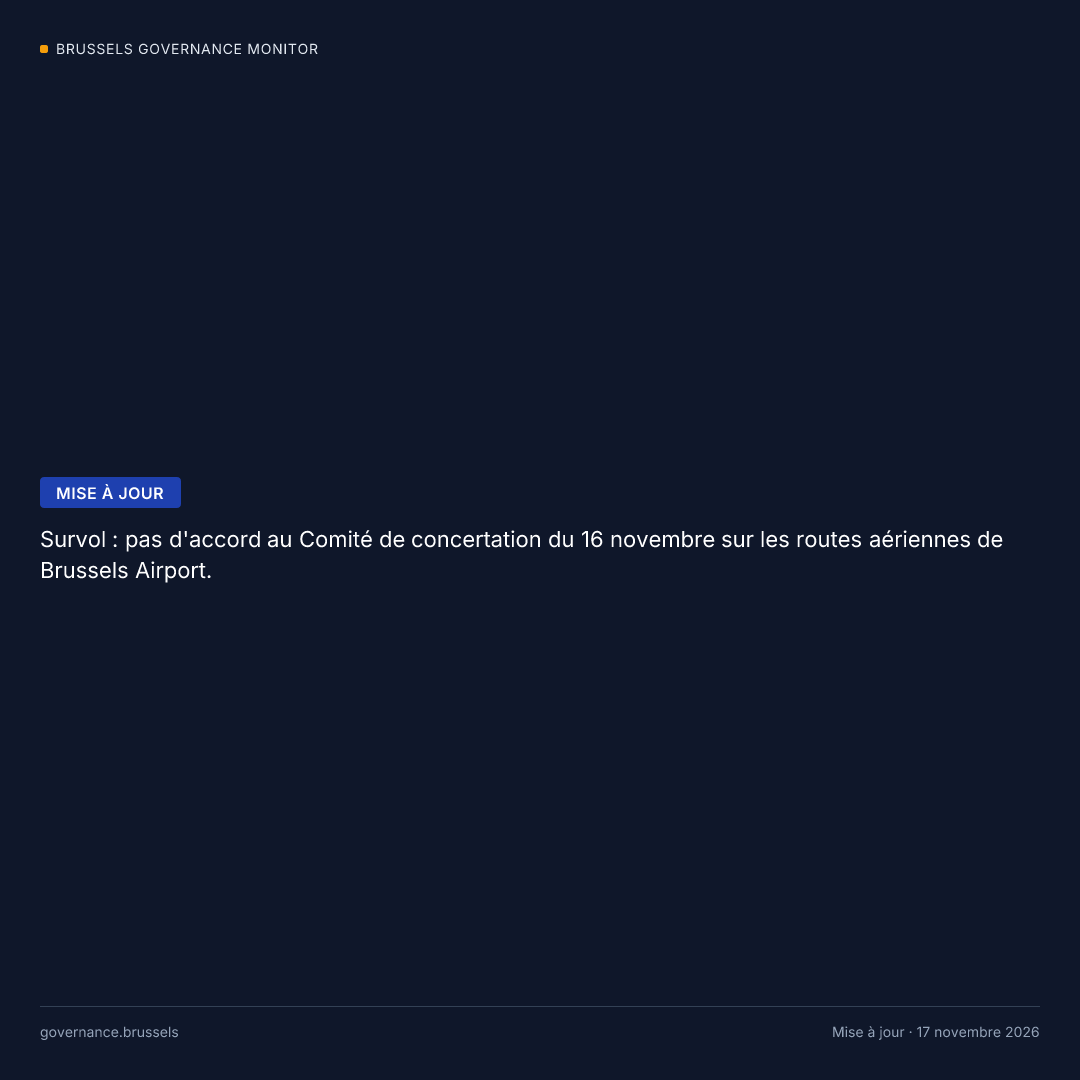 BRUSSELS GOVERNANCE MONITOR
MISE À JOUR
Survol : pas d'accord au Comité de concertation du 16 novembre sur les routes aériennes de
Brussels Airport.
governance.brussels
Mise à jour · 17 novembre 2026